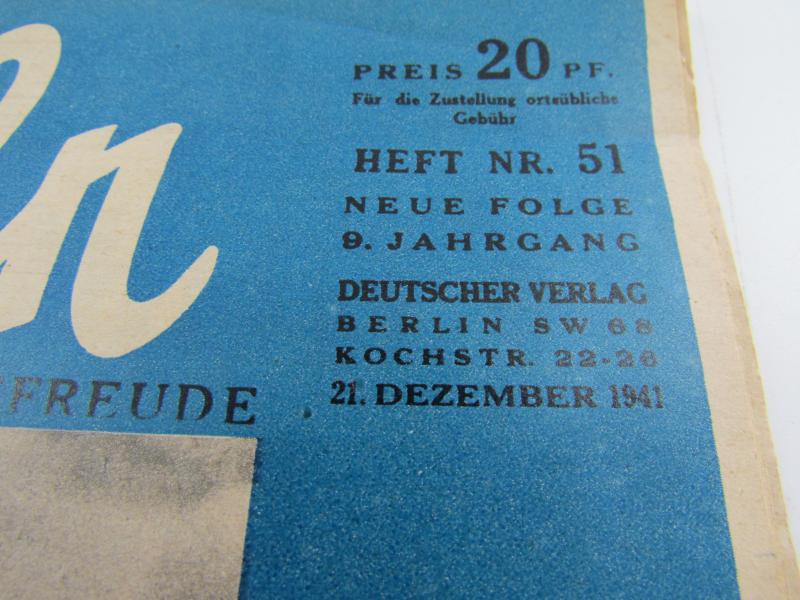 PREIS 20 PF.
Für die Zustellung ortsübliche
Gebühr
HEFT NR. 51
NEUE FOLGE
9. JAHRGANG
DEUTSCHER VERLAG
BERLIN SW 68
KOCHSTR. 22-26
21. DEZEMBER 1941
FREUDE